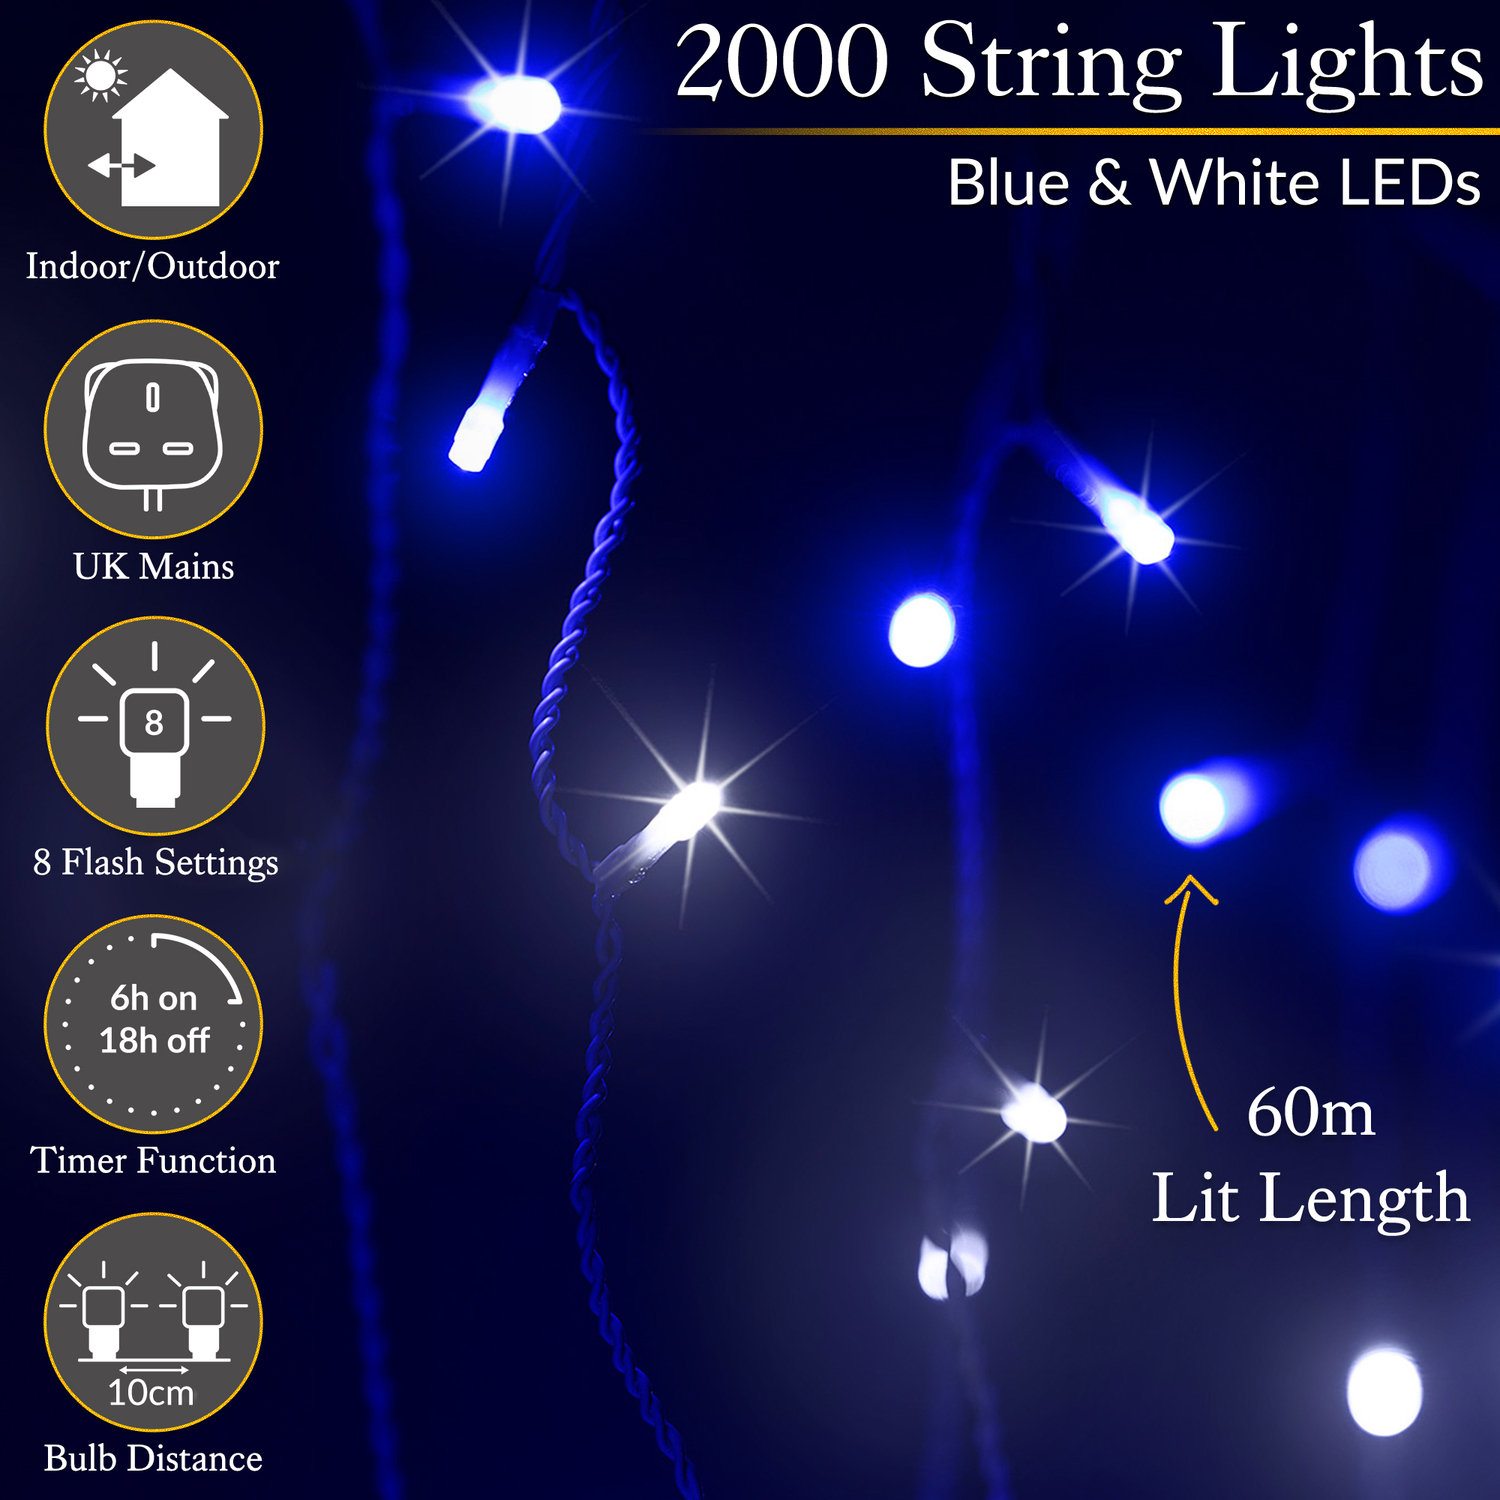 2000 String Lights
Blue & White LEDs
Indoor/Outdoor
UK Mains
8
8 Flash Settings
6h on
18h off
Timer Function
10cm
Bulb Distance
60m
Lit Length